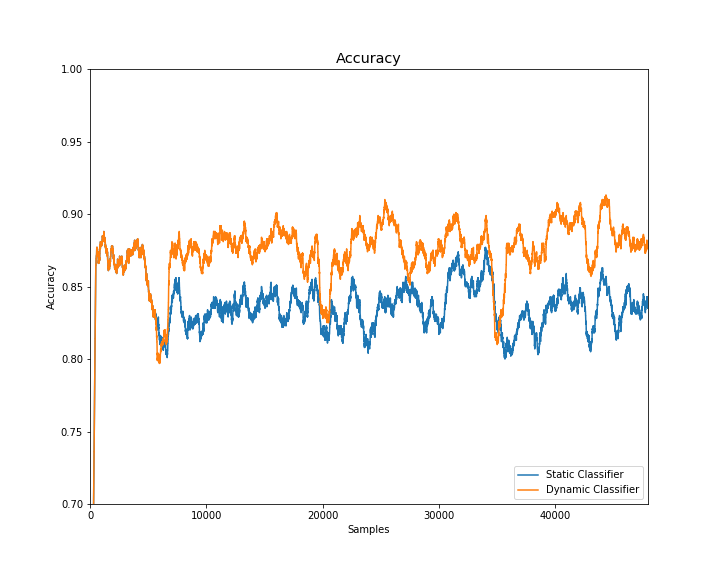 Accuracy
1.00
0.95
0.90
0.85
0.80
0.75
0.70
Accuracy
0
10000
20000
30000
40000
Samples
Static Classifier
Dynamic Classifier